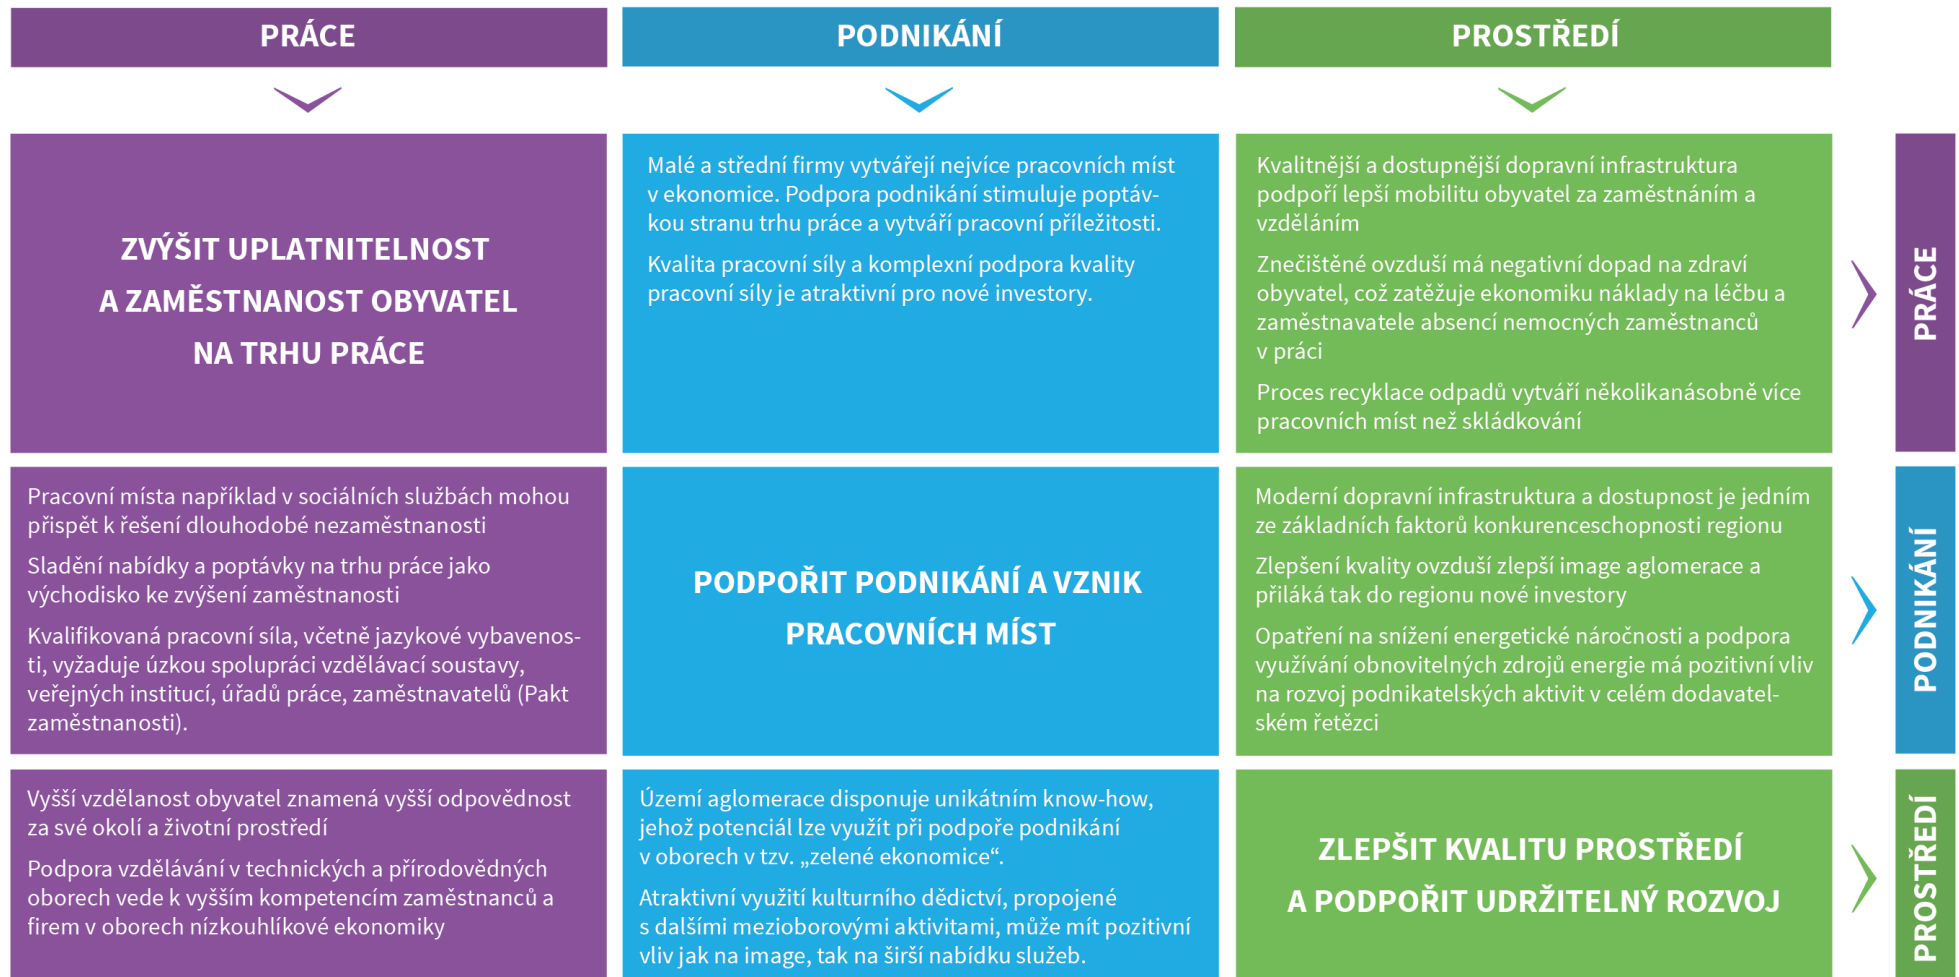 PRÁCE
PODNIKÁNÍ
PROSTŘEDÍ
ZVÝŠIT UPLATNITELNOST
A ZAMĚSTNANOST OBYVATEL
NA TRHU PRÁCE
Malé a střední firmy vytvářejí nejvíce pracovních míst
v ekonomice. Podpora podnikání stimuluje poptáv-
kou stranu trhu práce a vytváří pracovní příležitosti.
Kvalita pracovní síly a komplexní podpora kvality
pracovní síly je atraktivní pro nové investory.
Kvalitnější a dostupnější dopravní infrastruktura
podpoří lepší mobilitu obyvatel za zaměstnáním a
vzděláním
Znečištěné ovzduší má negativní dopad na zdraví
obyvatel, což zatěžuje ekonomiku náklady na léčbu a
zaměstnavatele absencí nemocných zaměstnanců
v práci
Proces recyklace odpadů vytváří několikanásobně více
pracovních míst než skládkování
PRÁCE
Pracovní místa například v sociálních službách mohou
přispět k řešení dlouhodobé nezaměstnanosti
Sladění nabídky a poptávky na trhu práce jako
východisko ke zvýšení zaměstnanosti
Kvalifikovaná pracovní síla, včetně jazykové vybavenos-
ti, vyžaduje úzkou spolupráci vzdělávací soustavy,
veřejných institucí, úřadů práce, zaměstnavatelů (Pakt
zaměstnanosti).
PODPOŘIT PODNIKÁNÍ A VZNIK
PRACOVNÍCH MÍST
Moderní dopravní infrastruktura a dostupnost je jedním
ze základních faktorů konkurenceschopnosti regionu
Zlepšení kvality ovzduší zlepší image aglomerace a
přiláká tak do regionu nové investory
Opatření na snížení energetické náročnosti a podpora
využívání obnovitelných zdrojů energie má pozitivní vliv
na rozvoj podnikatelských aktivit v celém dodavatel-
ském řetězci
PODNIKÁNÍ
Vyšší vzdělanost obyvatel znamená vyšší odpovědnost
za své okolí a životní prostředí
Podpora vzdělávání v technických a přírodovědných
oborech vede k vyšším kompetencím zaměstnanců a
firem v oborech nízkouhlíkové ekonomiky
Území aglomerace disponuje unikátním know-how,
jehož potenciál lze využít při podpoře podnikání
v oborech v tzv. „zelené ekonomice“.
Atraktivní využití kulturního dědictví, propojené
s dalšími mezioborovými aktivitami, může mít pozitivní
vliv jak na image, tak na širší nabídku služeb.
ZLEPŠIT KVALITU PROSTŘEDÍ
A PODPOŘIT UDRŽITELNÝ ROZVOJ
PROSTŘEDÍ